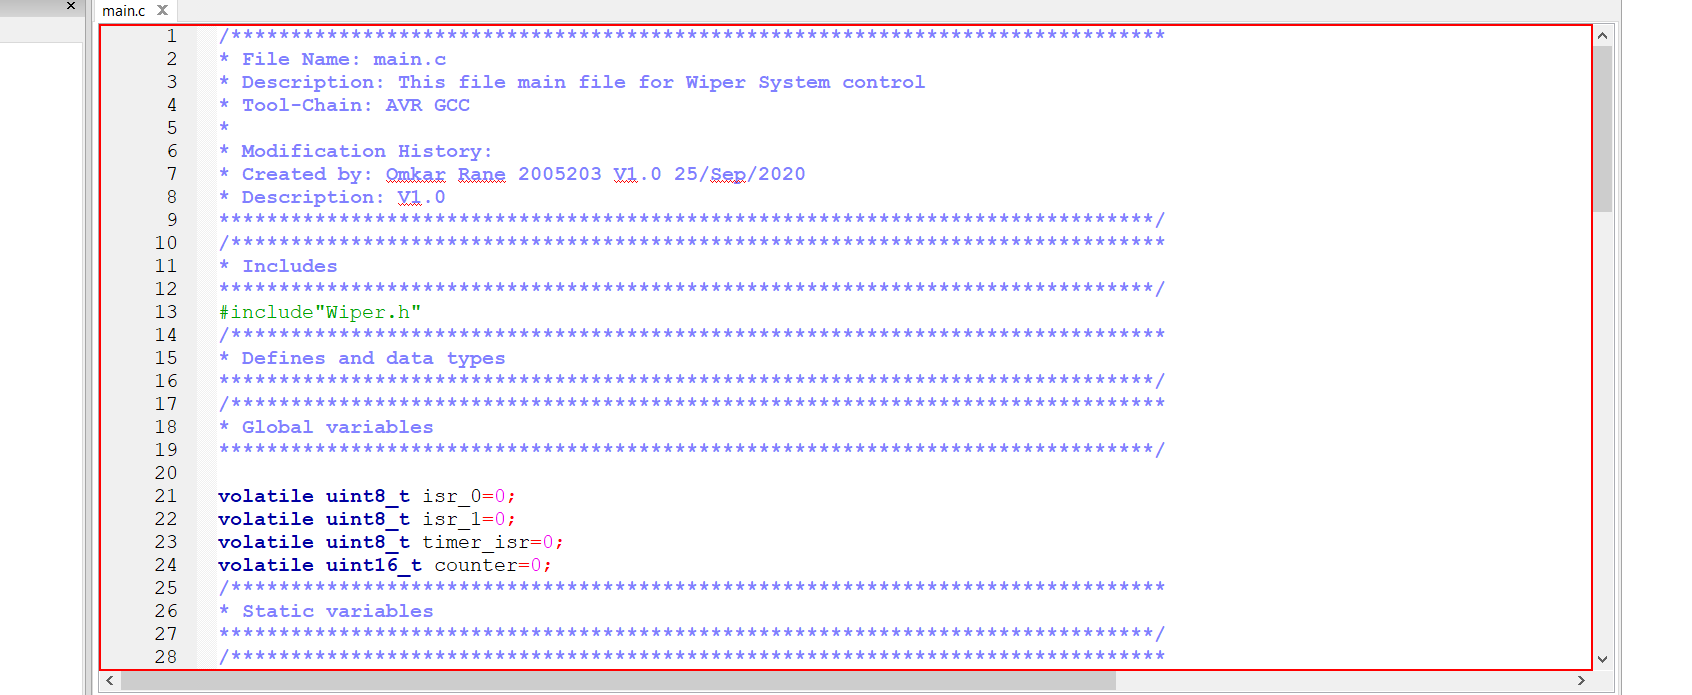 main.c
1 /******************************************************************************
2 * File Name: main.c
3 * Description: This file main file for Wiper System control
4 * Tool-Chain: AVR GCC
5 *
6 * Modification History:
7 * Created by: Omkar Rane 2005203 V1.0 25/Sep/2020
8 * Description: V1.0
9 ******************************************************************************/
10 /******************************************************************************
11 * Includes
12 ******************************************************************************/
13 #include"Wiper.h"
14 /******************************************************************************
15 * Defines and data types
16 ******************************************************************************/
17 /******************************************************************************
18 * Global variables
19 ******************************************************************************/
20
21 volatile uint8_t isr_0=0;
22 volatile uint8_t isr_1=0;
23 volatile uint8_t timer_isr=0;
24 volatile uint16_t counter=0;
25 /******************************************************************************
26 * Static variables
27 ******************************************************************************/
28 /******************************************************************************